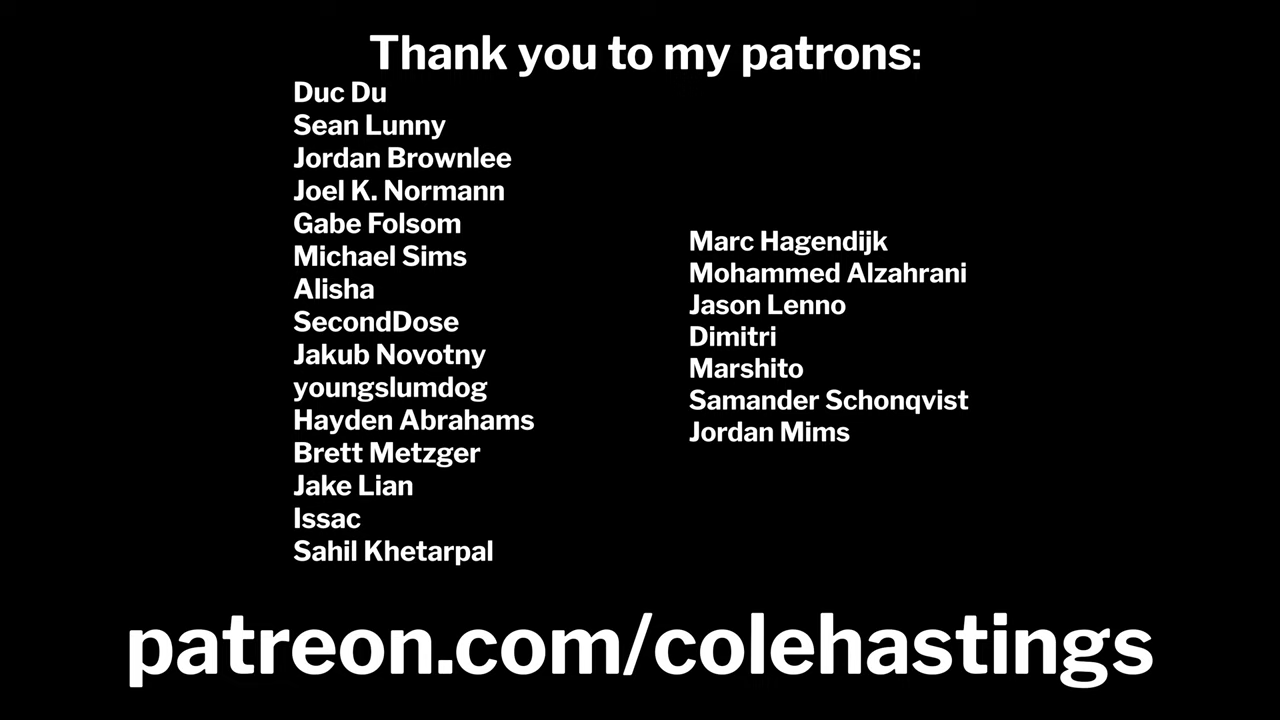 Thank you to my patrons:
Duc Du
Sean Lunny
Jordan Brownlee
Joel K. Normann
Gabe Folsom
Michael Sims
Alisha
SecondDose
Jakub Novotny
youngslumdog
Hayden Abrahams
Brett Metzger
Jake Lian
Issac
Sahil Khetarpal
Marc Hagendijk
Mohammed Alzahrani
Jason Lenno
Dimitri
Marshito
Samander Schonqvist
Jordan Mims
patreon.com/colehastings